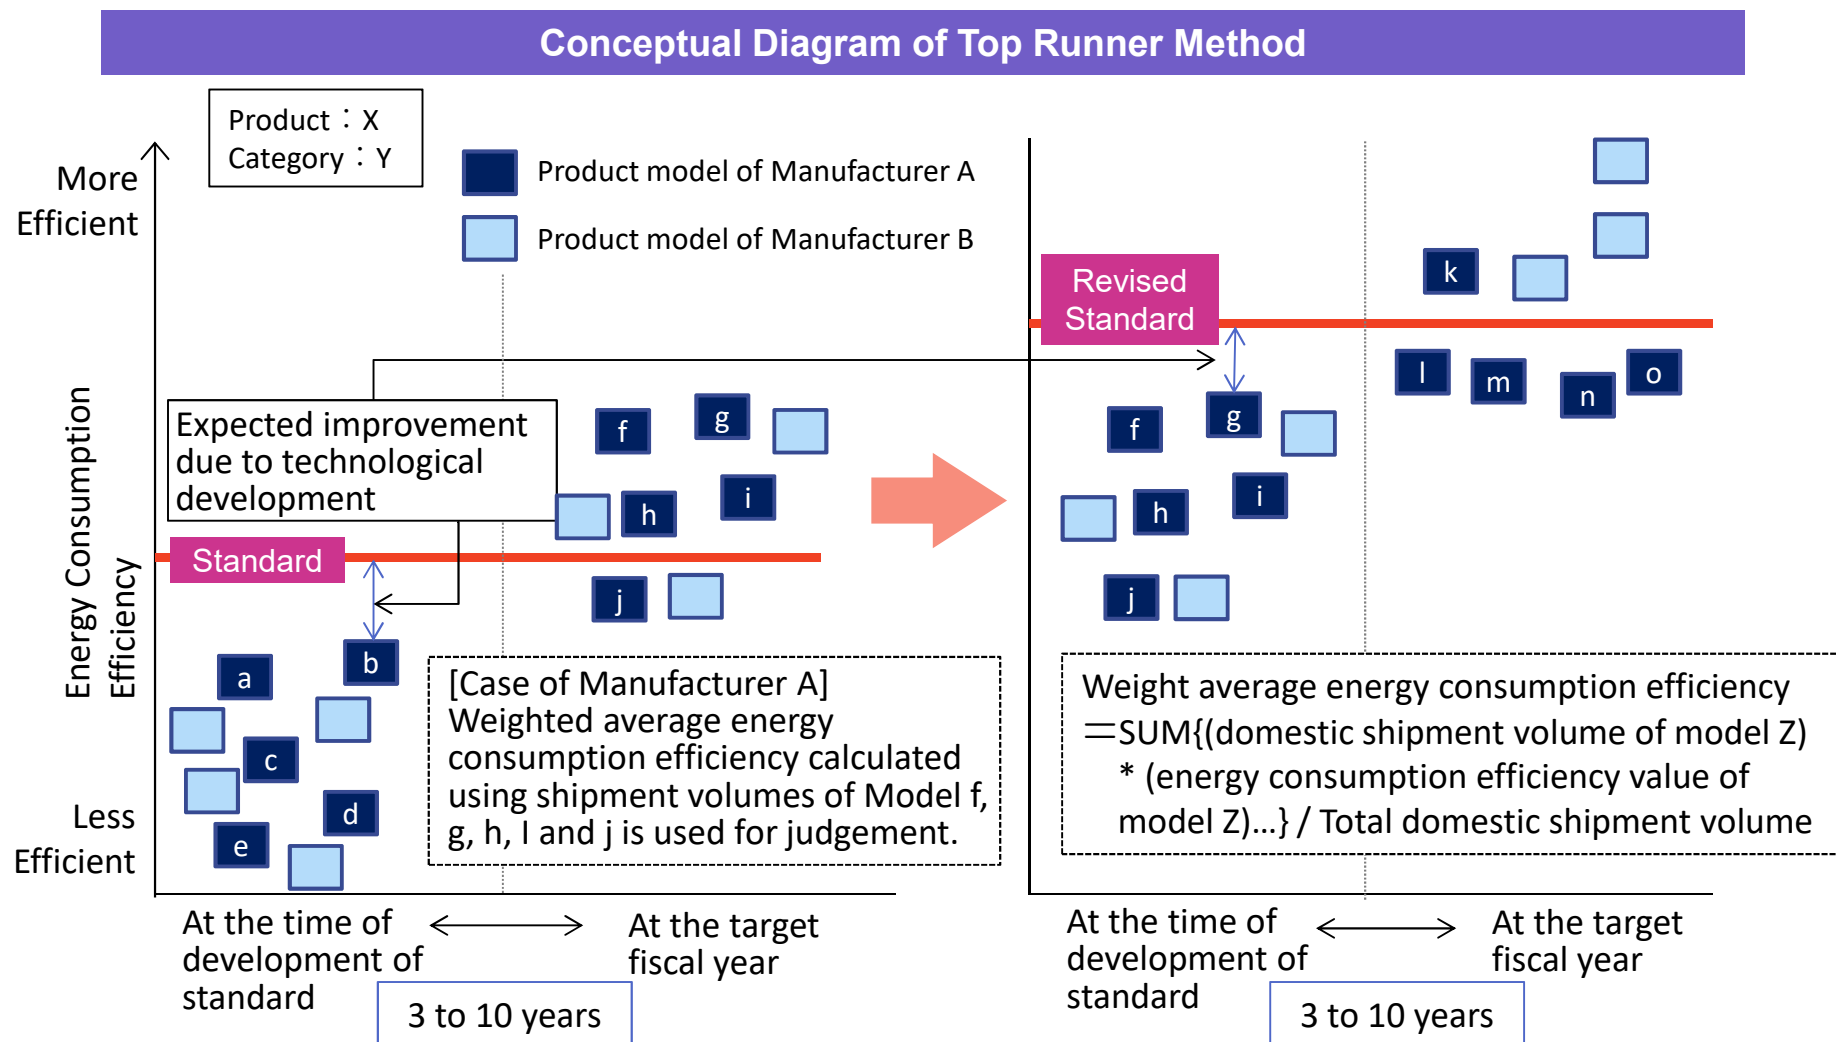 Conceptual Diagram of Top Runner Method
Product：X
Category：Y
More
Efficient
Product model of Manufacturer A
Product model of Manufacturer B
Energy Consumption
Efficiency
Less
Efficient
Expected improvement
due to technological
development
Standard
a
b
c
d
e
f
g
h
i
j
[Case of Manufacturer A]
Weighted average energy
consumption efficiency calculated
using shipment volumes of Model f,
g, h, I and j is used for judgement.
At the time of
development of
standard
At the target
fiscal year
3 to 10 years
Revised
Standard
f
g
h
i
j
k
l
m
n
o
Weight average energy consumption efficiency
＝SUM{(domestic shipment volume of model Z)
* (energy consumption efficiency value of
model Z)…} / Total domestic shipment volume
At the time of
development of
standard
At the target
fiscal year
3 to 10 years